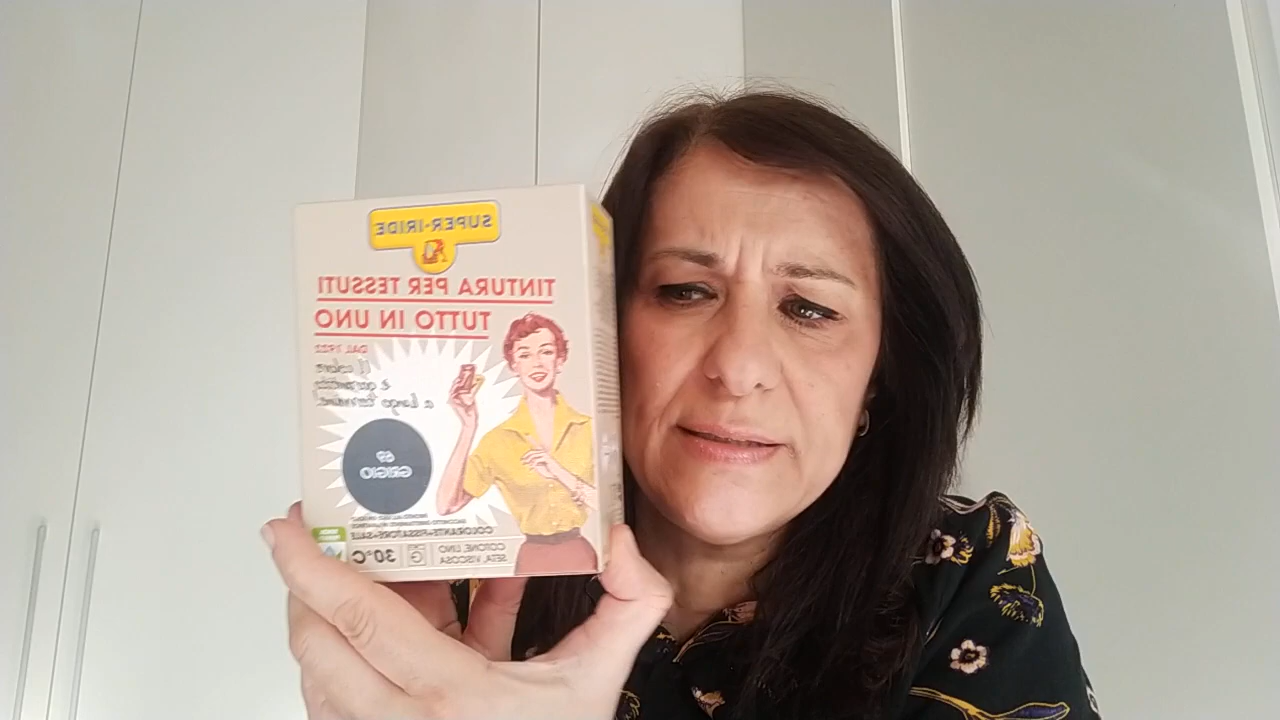 SUPER·IRIDE
TINTURA PER TESSUTI
TUTTO IN UNO
DAL 1922
Il colore
è garantito
a lungo termine!
69
GRIGIO
COLORANTE+FISSATORE+SALE
30°C
COTONE, LINO
SETA, VISCOSA